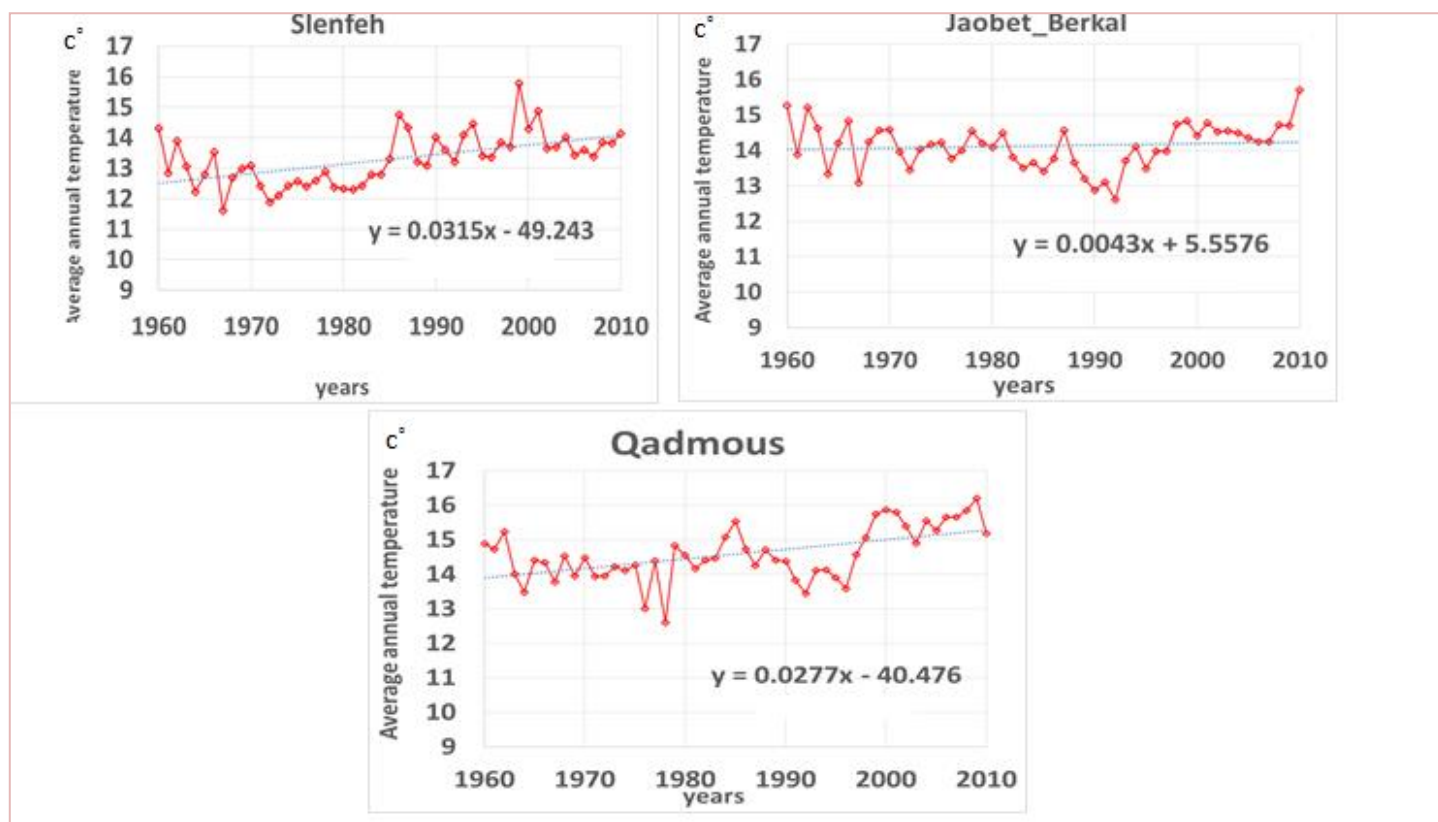 Slenfeh
c°
Average annual temperature
17
16
15
14
13
12
11
10
9
y = 0.0315x - 49.243
1960 1970 1980 1990 2000 2010
years
Jaobet_Berkal
c°
Average annual temperature
17
16
15
14
13
12
11
10
9
y = 0.0043x + 5.5576
1960 1970 1980 1990 2000 2010
years
Qadmous
c°
Average annual temperature
17
16
15
14
13
12
11
10
9
y = 0.0277x - 40.476
1960 1970 1980 1990 2000 2010
years